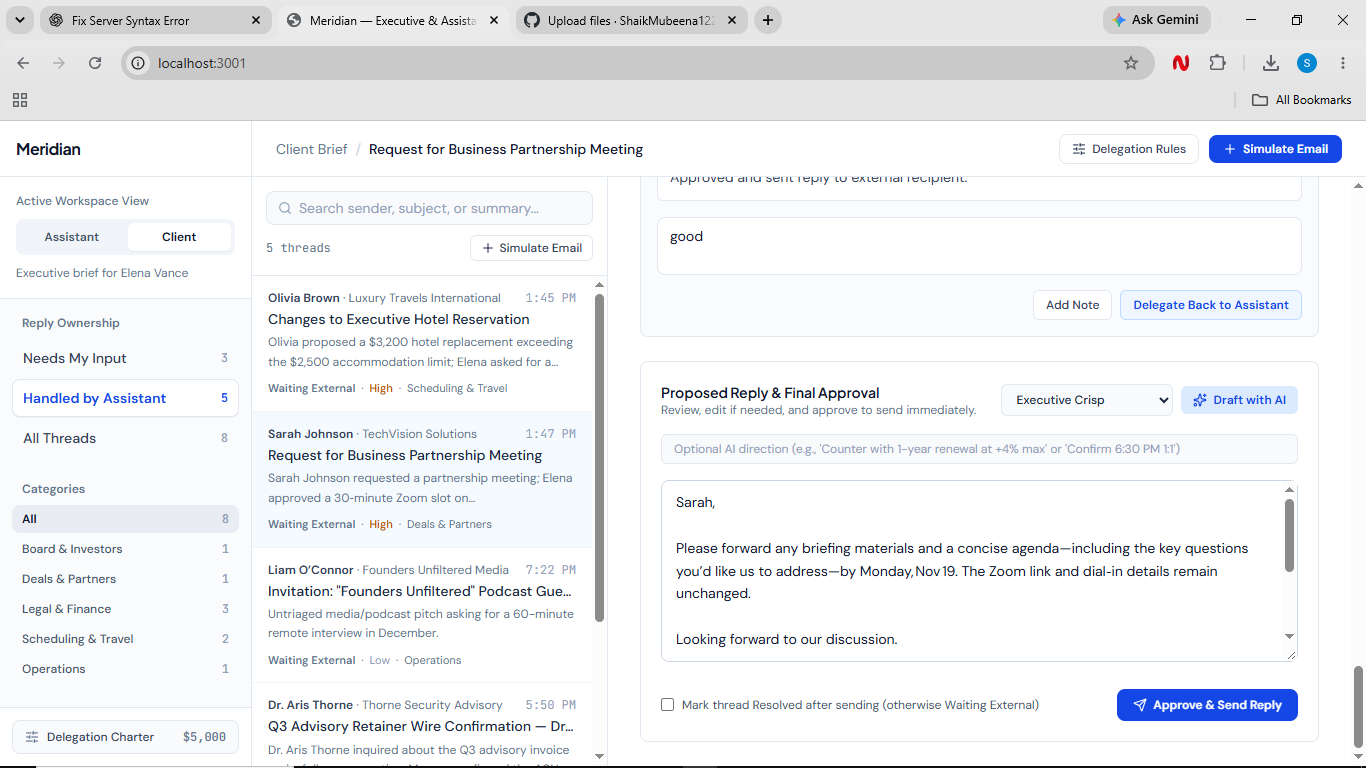 Fix Server Syntax Error
Meridian — Executive & Assista
Upload files · ShaikMubeena122
Ask Gemini
localhost:3001
S
All Bookmarks
Meridian
Active Workspace View
Assistant
Client
Executive brief for Elena Vance
Reply Ownership
Needs My Input 3
Handled by Assistant 5
All Threads 8
Categories
All 8
Board & Investors 1
Deals & Partners 1
Legal & Finance 3
Scheduling & Travel 2
Operations 1
Delegation Charter $5,000
Client Brief / Request for Business Partnership Meeting
Delegation Rules
Simulate Email
Search sender, subject, or summary...
5 threads
Simulate Email
Olivia Brown · Luxury Travels International 1:45 PM
Changes to Executive Hotel Reservation
Olivia proposed a $3,200 hotel replacement exceeding
the $2,500 accommodation limit; Elena asked for a...
Waiting External · High · Scheduling & Travel
Sarah Johnson · TechVision Solutions 1:47 PM
Request for Business Partnership Meeting
Sarah Johnson requested a partnership meeting; Elena
approved a 30-minute Zoom slot on...
Waiting External · High · Deals & Partners
Liam O’Connor · Founders Unfiltered Media 7:22 PM
Invitation: "Founders Unfiltered" Podcast Gue...
Untriaged media/podcast pitch asking for a 60-minute
remote interview in December.
Waiting External · Low · Operations
Dr. Aris Thorne · Thorne Security Advisory 5:50 PM
Q3 Advisory Retainer Wire Confirmation — Dr...
Dr. Aris Thorne inquired about the Q3 advisory invoice
Approved and sent reply to external recipient.
good
Add Note
Delegate Back to Assistant
Proposed Reply & Final Approval
Review, edit if needed, and approve to send immediately.
Executive Crisp
Draft with AI
Optional AI direction (e.g., 'Counter with 1-year renewal at +4% max' or 'Confirm 6:30 PM 1:1')
Sarah,
Please forward any briefing materials and a concise agenda—including the key questions
you’d like us to address—by Monday, Nov 19. The Zoom link and dial-in details remain
unchanged.
Looking forward to our discussion.
Mark thread Resolved after sending (otherwise Waiting External)
Approve & Send Reply